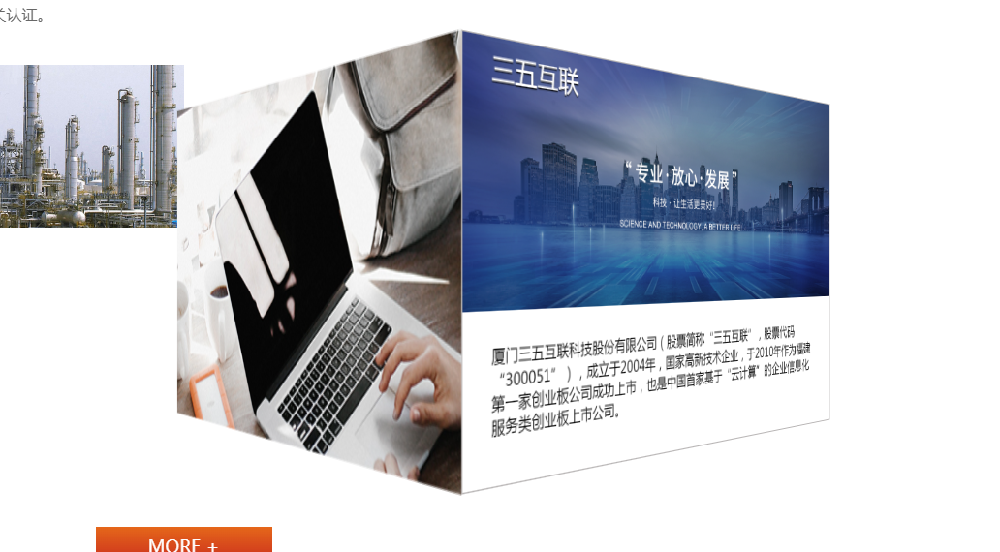 关认证。
三五互联
“专业·放心·发展”
科技·让生活更美好!
SCIENCE AND TECHNOLOGY, A BETTER LIFE
厦门三五互联科技股份有限公司（股票简称“三五互联”，股票代码
“300051”），成立于2004年，国家高新技术企业，于2010年作为福建
第一家创业板公司成功上市，也是中国首家基于“云计算”的企业信息化
服务类创业板上市公司。
MORE +